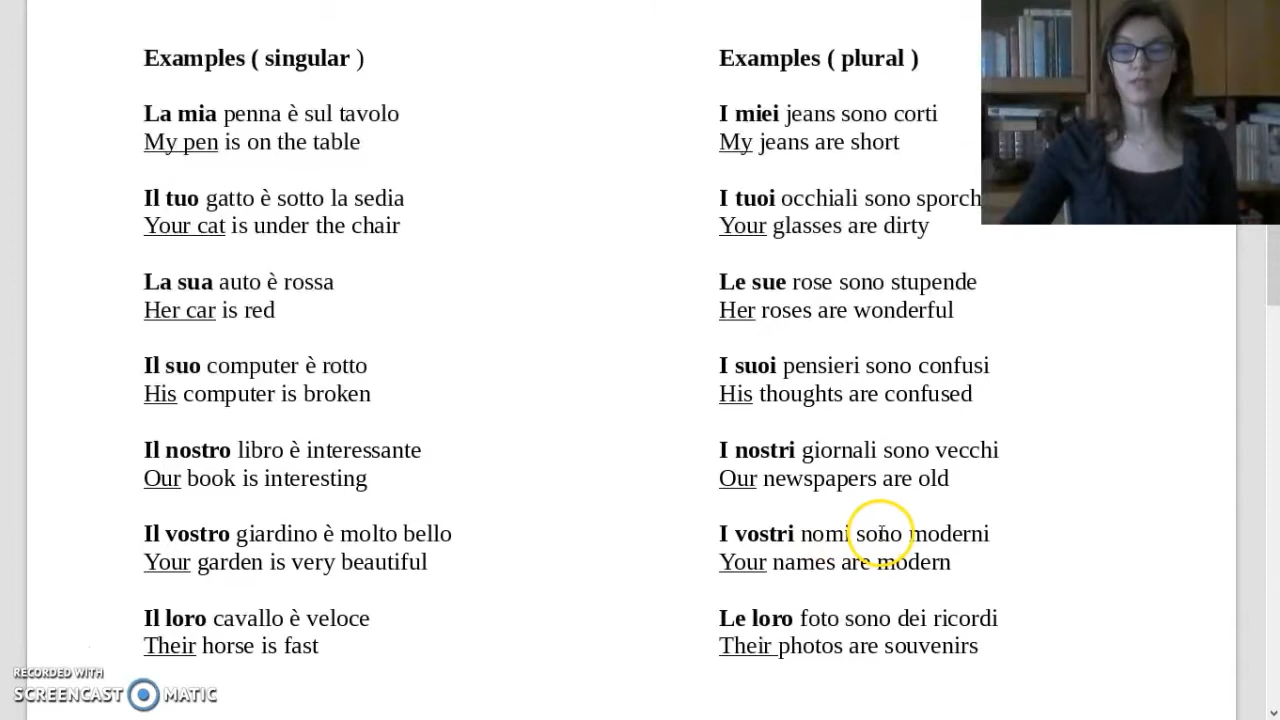 Examples ( singular )
La mia penna è sul tavolo
My pen is on the table
Il tuo gatto è sotto la sedia
Your cat is under the chair
La sua auto è rossa
Her car is red
Il suo computer è rotto
His computer is broken
Il nostro libro è interessante
Our book is interesting
Il vostro giardino è molto bello
Your garden is very beautiful
Il loro cavallo è veloce
Their horse is fast
Examples ( plural )
I miei jeans sono corti
My jeans are short
I tuoi occhiali sono sporch
Your glasses are dirty
Le sue rose sono stupende
Her roses are wonderful
I suoi pensieri sono confusi
His thoughts are confused
I nostri giornali sono vecchi
Our newspapers are old
I vostri nomi sono moderni
Your names are modern
Le loro foto sono dei ricordi
Their photos are souvenirs
RECORDED WITH
SCREENCAST MATIC